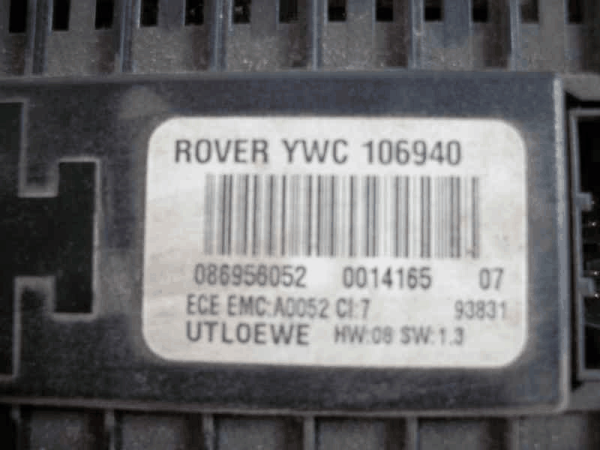 ROVER YWC 106940
086956052 0014165 07
ECE EMC:A0052 CI:7 93831
UTLOEWE HW:08 SW:1.3